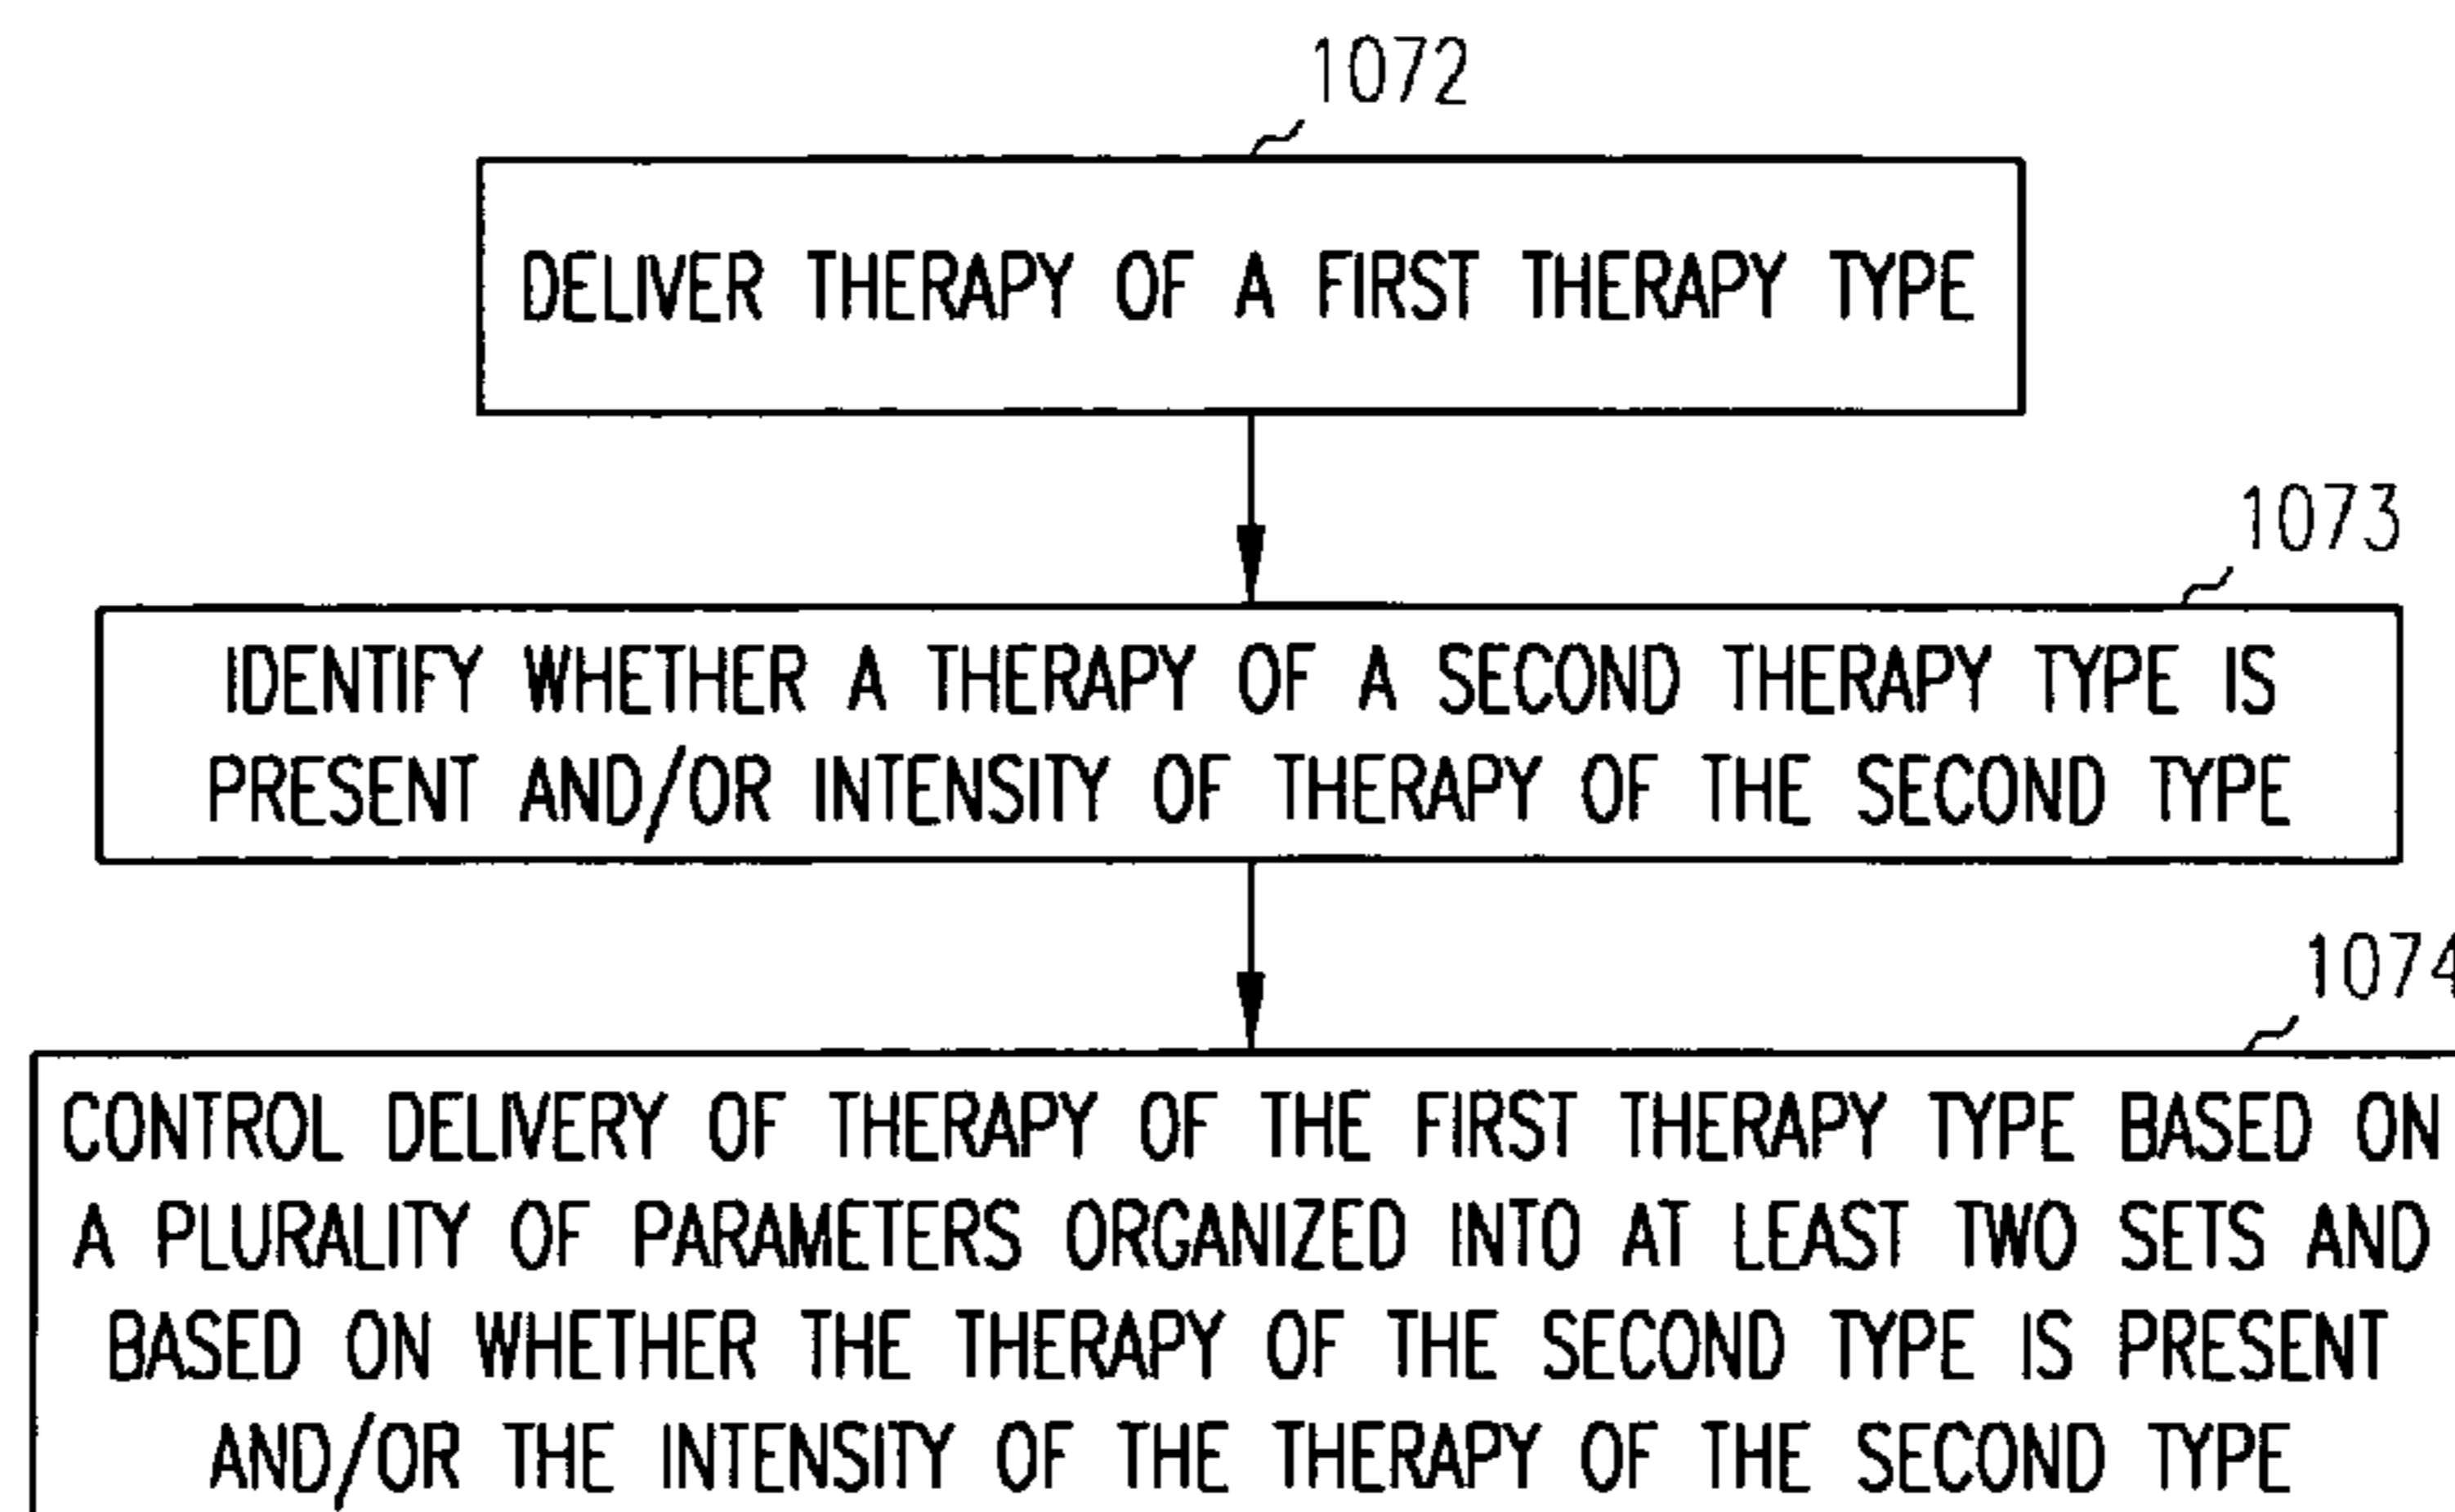 1072
DELIVER THERAPY OF A FIRST THERAPY TYPE
1073
IDENTIFY WHETHER A THERAPY OF A SECOND THERAPY TYPE IS
PRESENT AND/OR INTENSITY OF THERAPY OF THE SECOND TYPE
1074
CONTROL DELIVERY OF THERAPY OF THE FIRST THERAPY TYPE BASED ON
A PLURALITY OF PARAMETERS ORGANIZED INTO AT LEAST TWO SETS AND
BASED ON WHETHER THE THERAPY OF THE SECOND TYPE IS PRESENT
AND/OR THE INTENSITY OF THE THERAPY OF THE SECOND TYPE